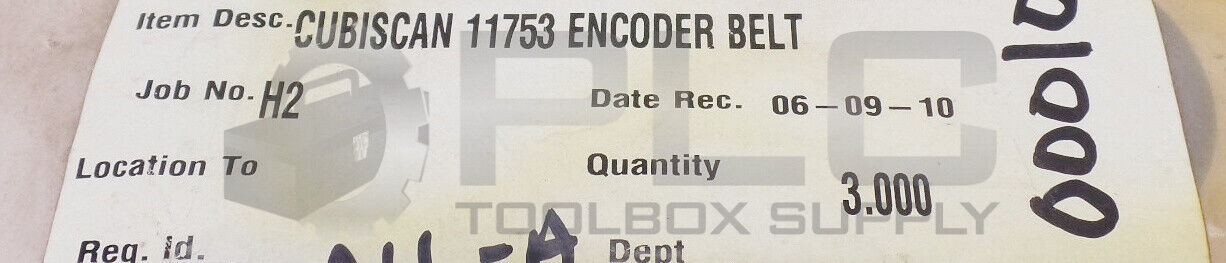 Item Desc. CUBISCAN 11753 ENCODER BELT
Job No. H2 Date Rec. 06-09-10
Location To Quantity 3.000
Req. Id. Dept
PLC
TOOLBOX SUPPLY